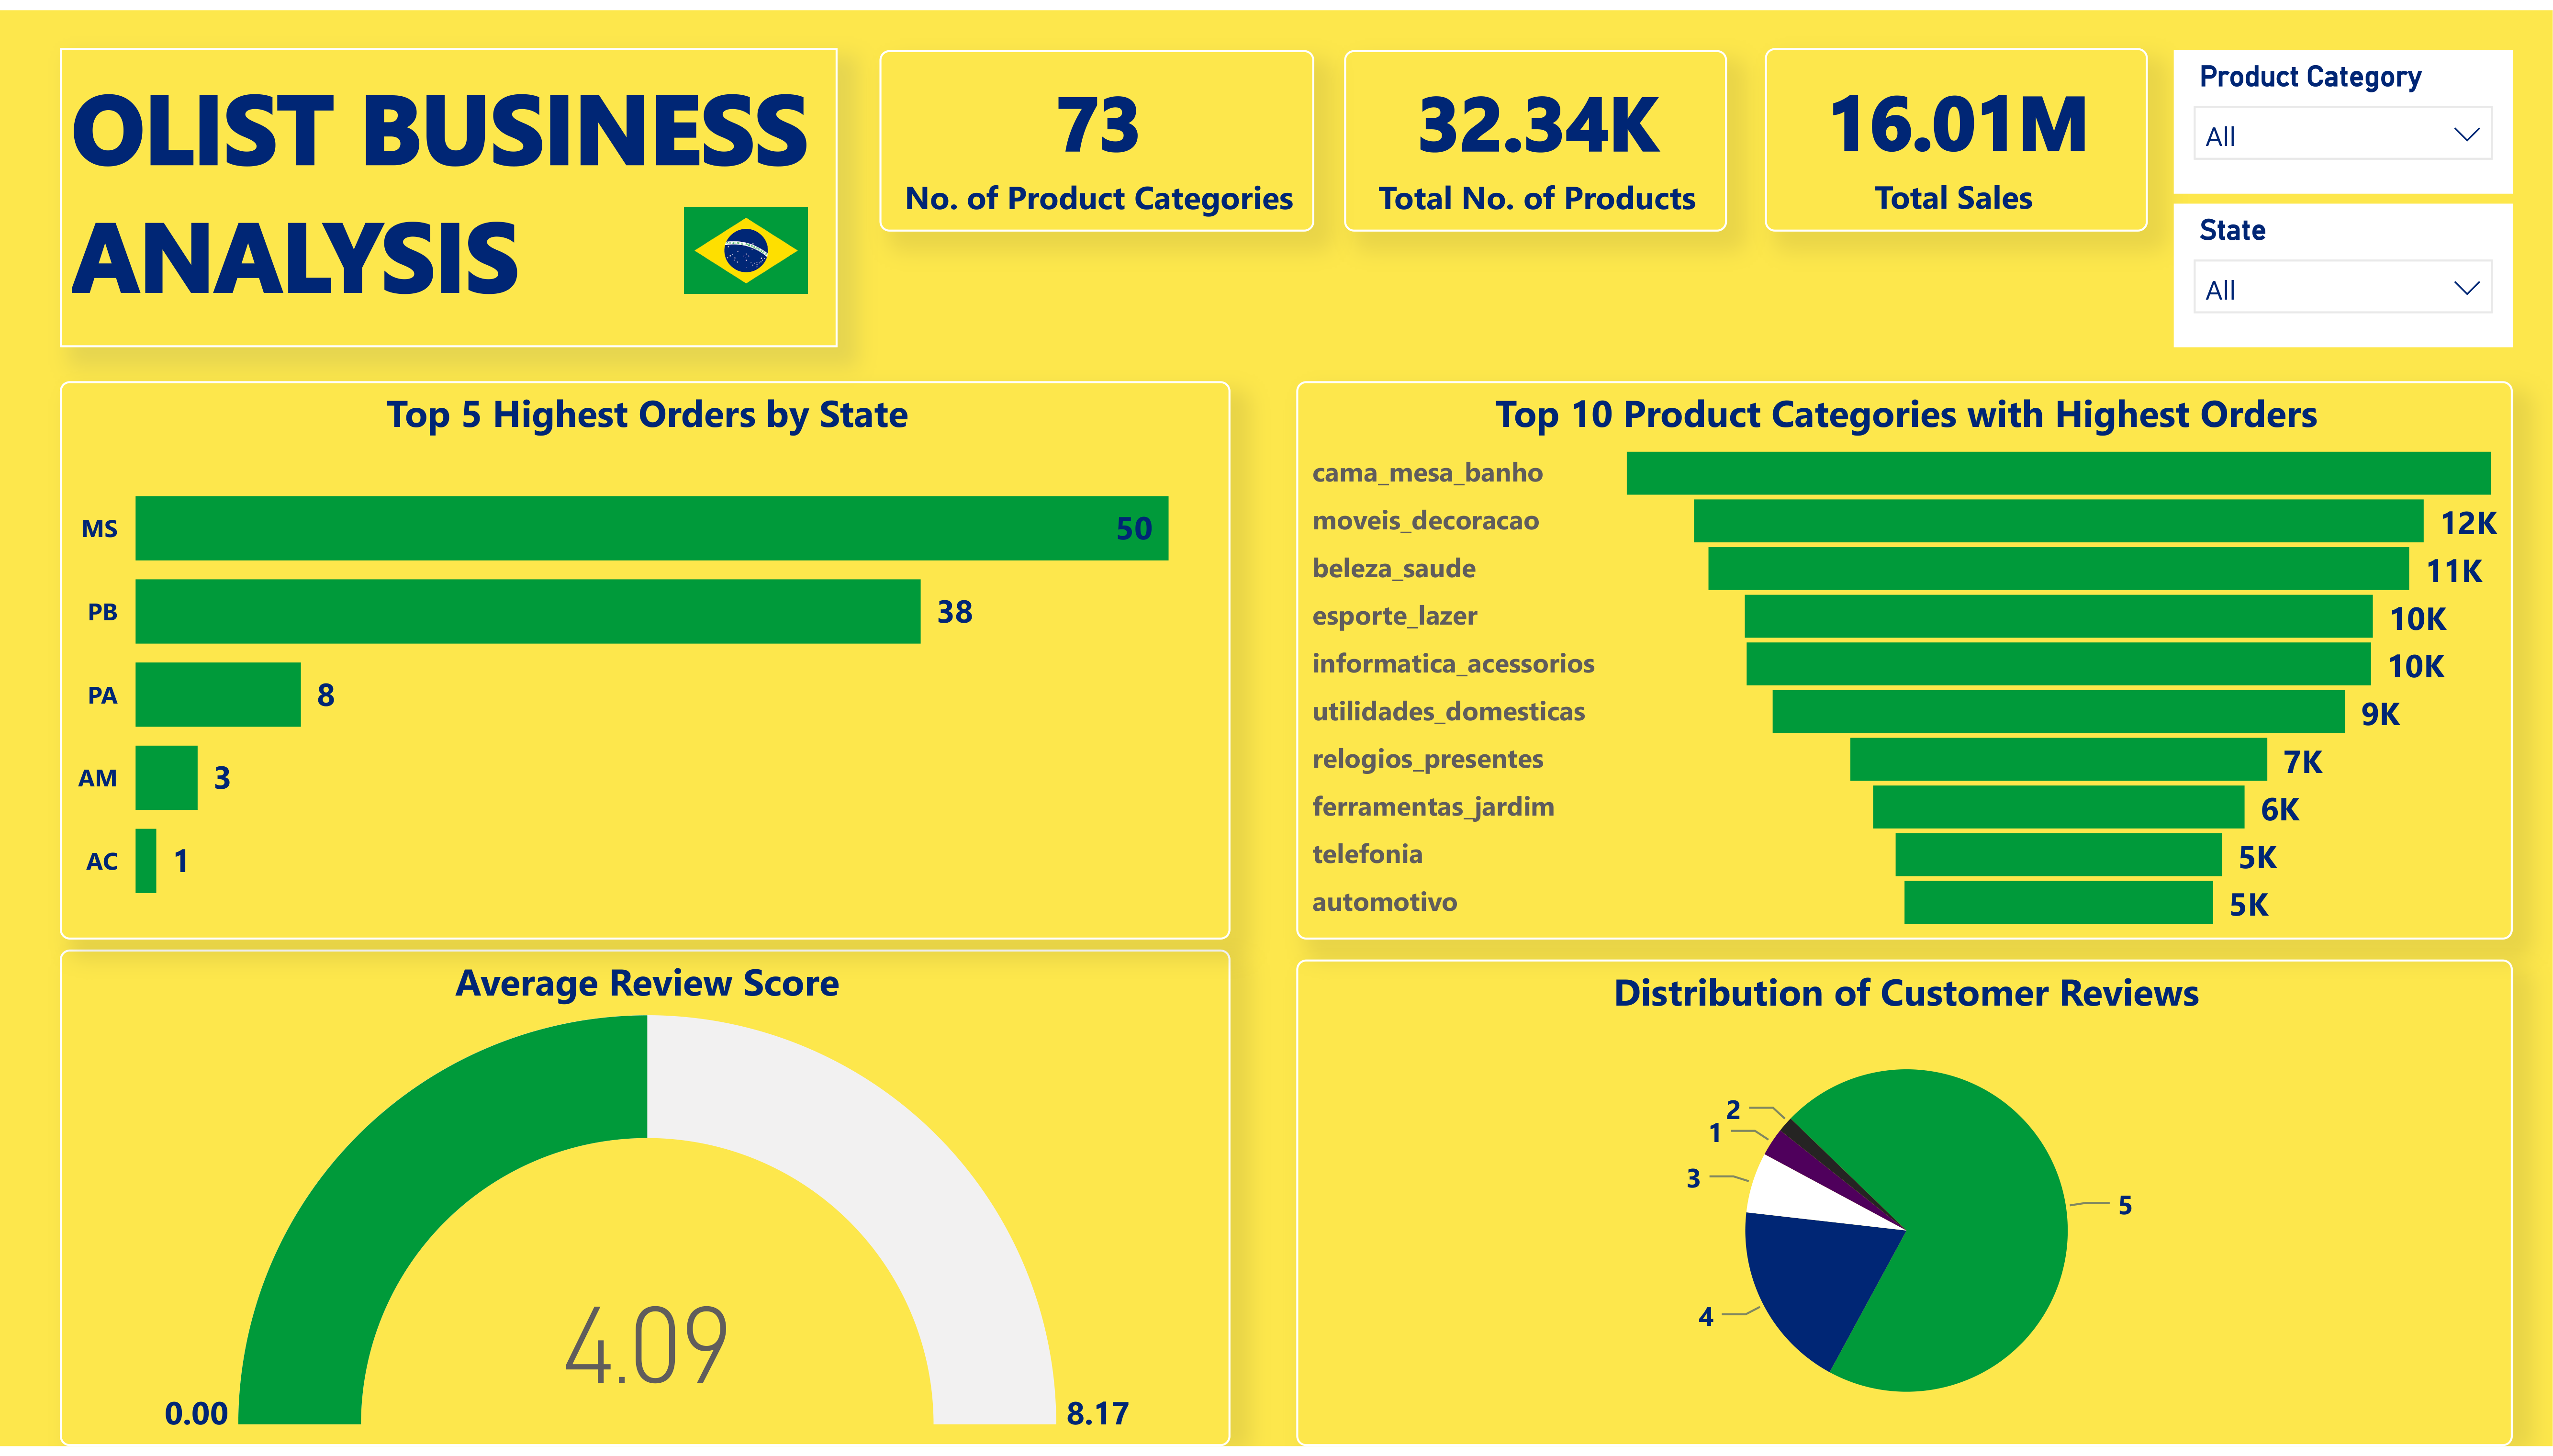 OLIST BUSINESS
ANALYSIS
73
No. of Product Categories
32.34K
Total No. of Products
16.01M
Total Sales
Product Category
All
State
All
Top 5 Highest Orders by State
MS 50
PB 38
PA 8
AM 3
AC 1
Top 10 Product Categories with Highest Orders
cama_mesa_banho
moveis_decoracao 12K
beleza_saude 11K
esporte_lazer 10K
informatica_acessorios 10K
utilidades_domesticas 9K
relogios_presentes 7K
ferramentas_jardim 6K
telefonia 5K
automotivo 5K
Average Review Score
4.09
0.00 8.17
Distribution of Customer Reviews
2
1
3
5
4